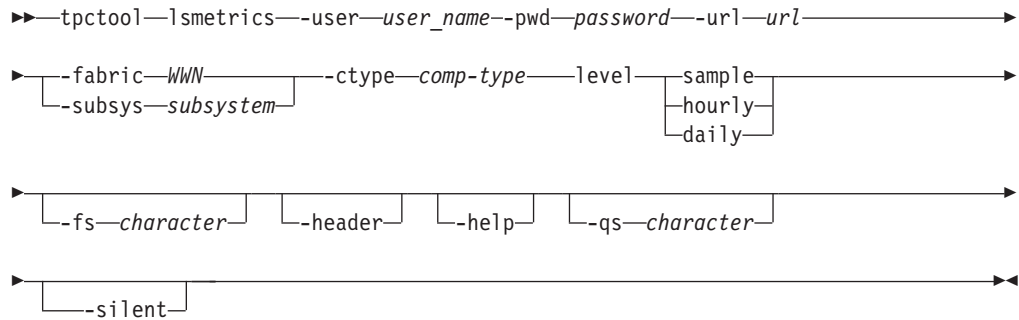 tpctool lsmetrics -user user_name -pwd password -url url
-fabric WWN -ctype comp-type level sample
-subsys subsystem hourly
daily
-fs character -header -help -qs character
-silent